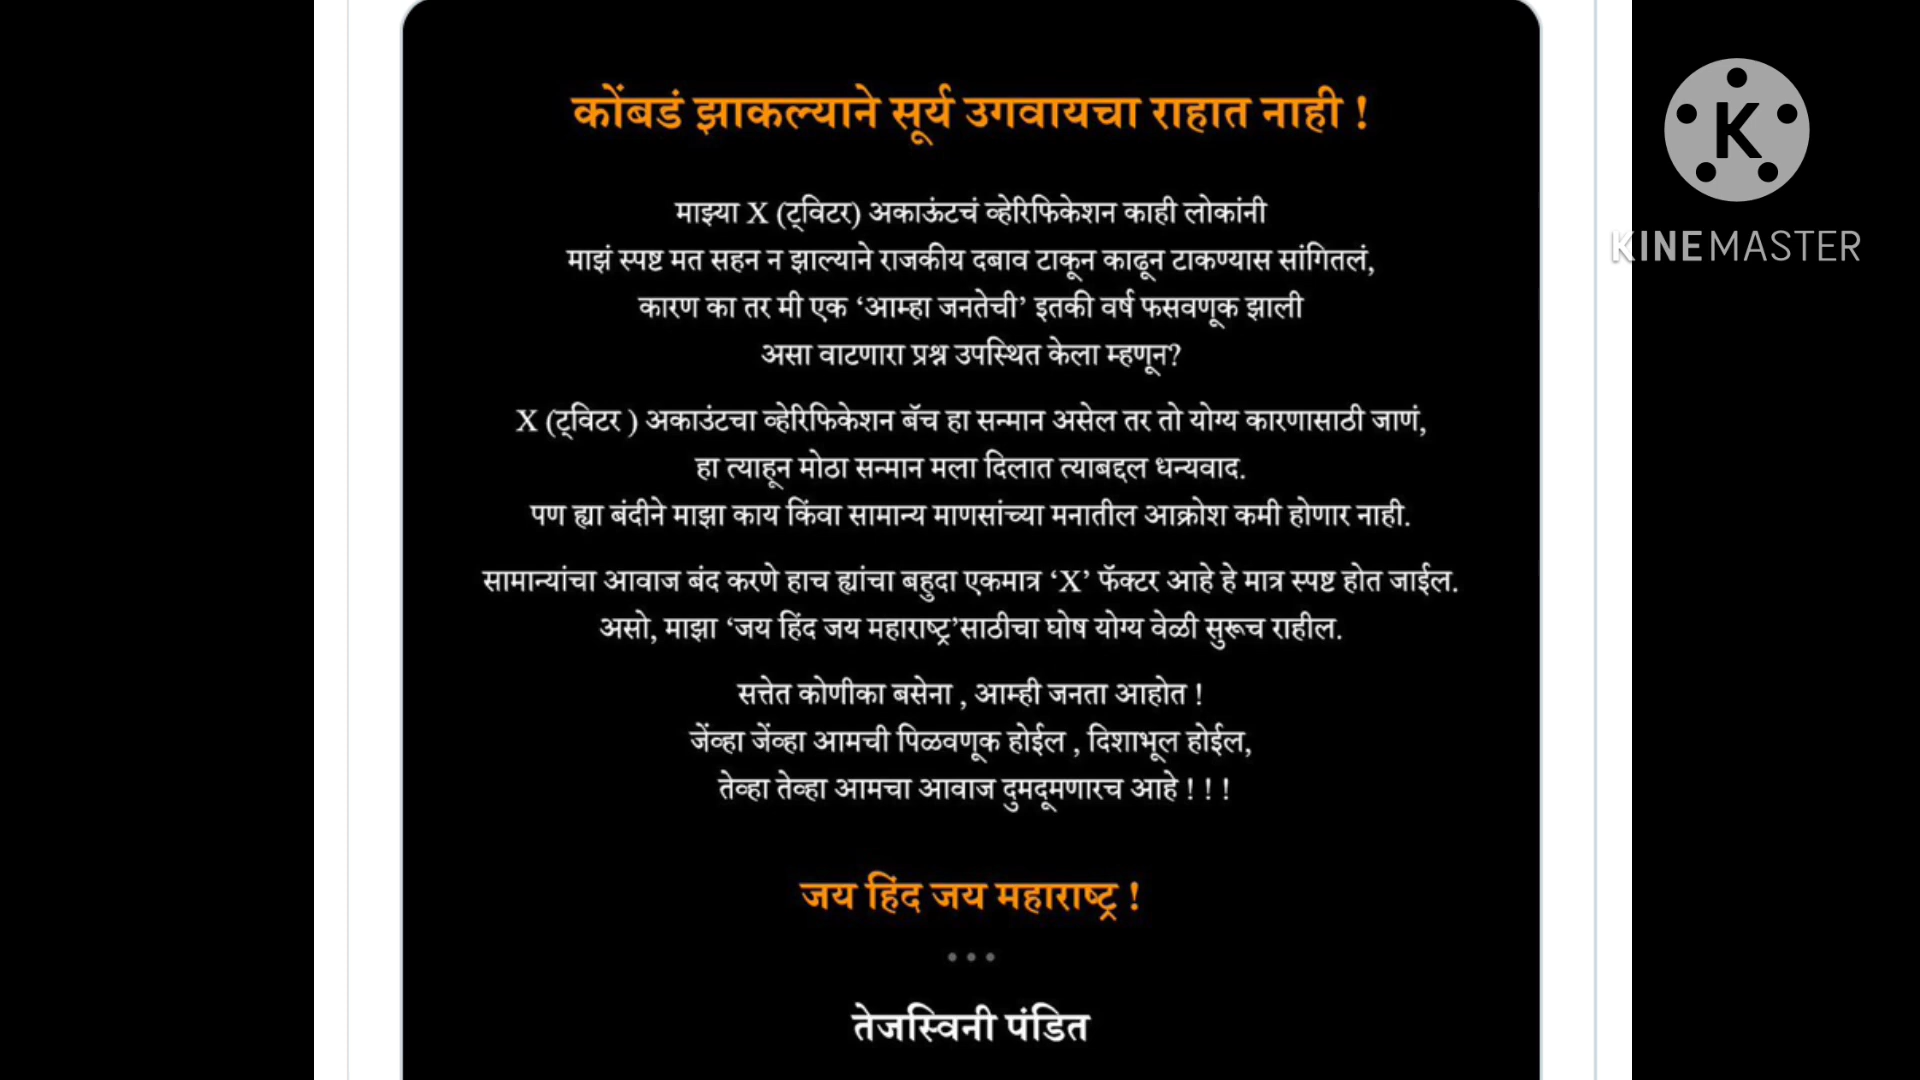 कोंबडं झाकल्याने सूर्य उगवायचा राहात नाही !
माझ्या X (ट्विटर) अकाऊंटचं व्हेरिफिकेशन काही लोकांनी
माझं स्पष्ट मत सहन न झाल्याने राजकीय दबाव टाकून काढून टाकण्यास सांगितलं,
कारण का तर मी एक ‘आम्हा जनतेची’ इतकी वर्ष फसवणूक झाली
असा वाटणारा प्रश्न उपस्थित केला म्हणून?
X (ट्विटर ) अकाउंटचा व्हेरिफिकेशन बॅच हा सन्मान असेल तर तो योग्य कारणासाठी जाणं,
हा त्याहून मोठा सन्मान मला दिलात त्याबद्दल धन्यवाद.
पण ह्या बंदीने माझा काय किंवा सामान्य माणसांच्या मनातील आक्रोश कमी होणार नाही.
सामान्यांचा आवाज बंद करणे हाच ह्यांचा बहुदा एकमात्र ‘X’ फॅक्टर आहे हे मात्र स्पष्ट होत जाईल.
असो, माझा ‘जय हिंद जय महाराष्ट्र’साठीचा घोष योग्य वेळी सुरूच राहील.
सत्तेत कोणीका बसेना , आम्ही जनता आहोत !
जेंव्हा जेंव्हा आमची पिळवणूक होईल , दिशाभूल होईल,
तेव्हा तेव्हा आमचा आवाज दुमदूमणारच आहे ! ! !
जय हिंद जय महाराष्ट्र !
तेजस्विनी पंडित
K
KINEMASTER